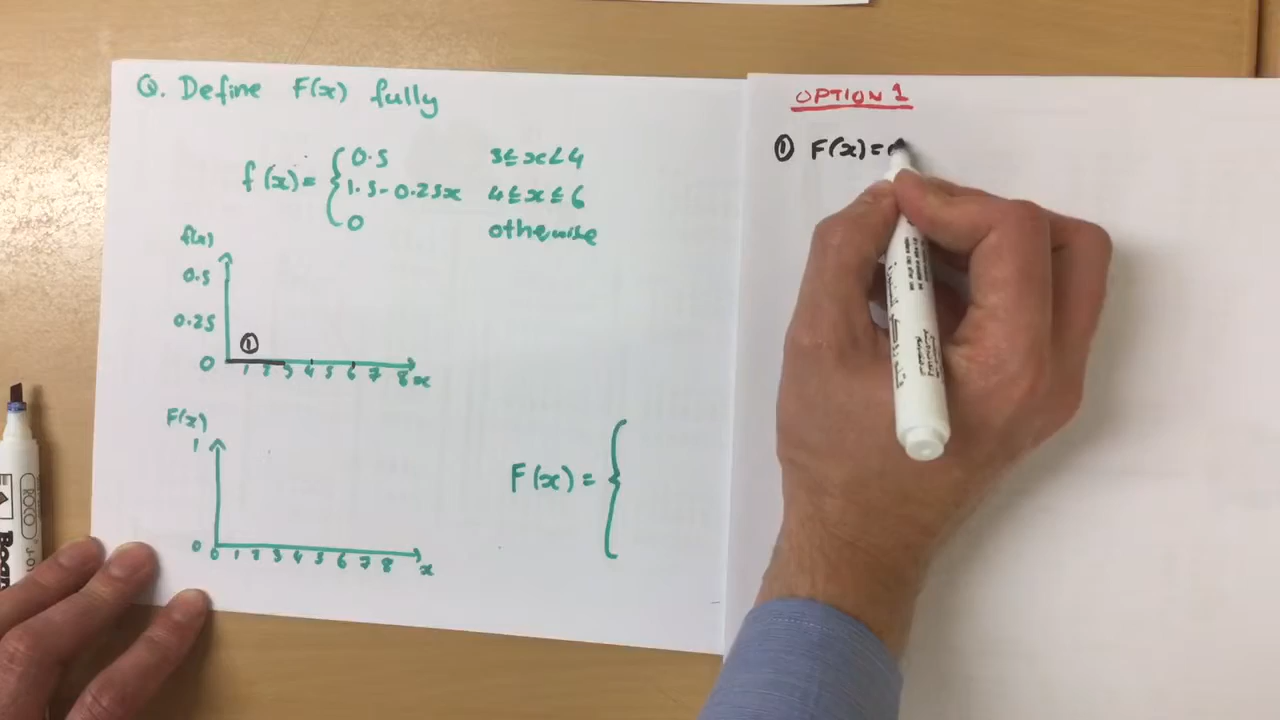 Q. Define F(x) fully
f(x)= { 0.5 3≤x<4
1.5-0.25x 4≤x≤6
0 otherwise
f(x)
0.5
0.25
①
0
1 2 3 4 5 6 7 8 x
F(x)
1
0
0 1 2 3 4 5 6 7 8 x
F(x) = {
OPTION 1
① F(x)=